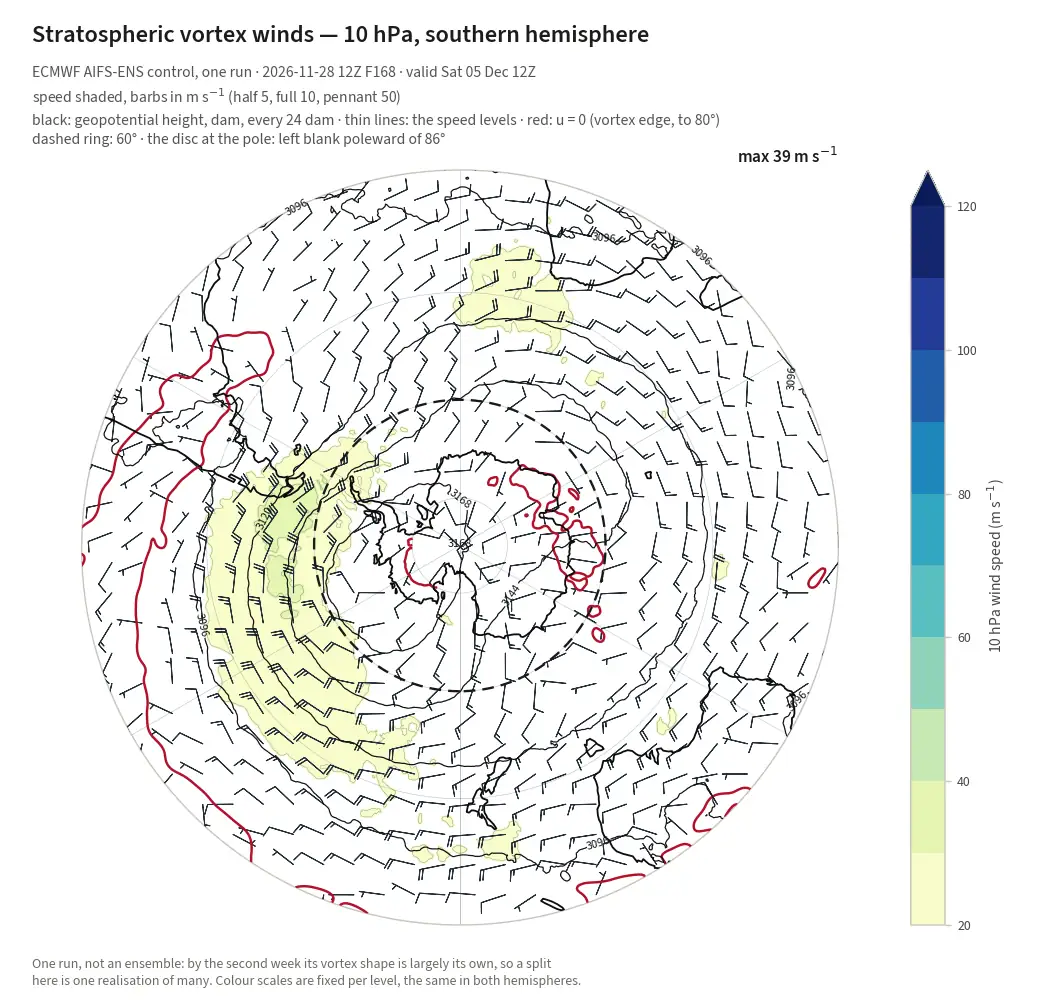 Stratospheric vortex winds — 10 hPa, southern hemisphere
ECMWF AIFS-ENS control, one run · 2026-11-28 12Z F168 · valid Sat 05 Dec 12Z
speed shaded, barbs in m s⁻¹ (half 5, full 10, pennant 50)
black: geopotential height, dam, every 24 dam · thin lines: the speed levels · red: u = 0 (vortex edge, to 80°)
dashed ring: 60° · the disc at the pole: left blank poleward of 86°
max 39 m s⁻¹
3096
3096
3096
3096
3168
3120
3168
3144
3096
3096
3096
120
100
80
60
40
20
10 hPa wind speed (m s⁻¹)
One run, not an ensemble: by the second week its vortex shape is largely its own, so a split
here is one realisation of many. Colour scales are fixed per level, the same in both hemispheres.